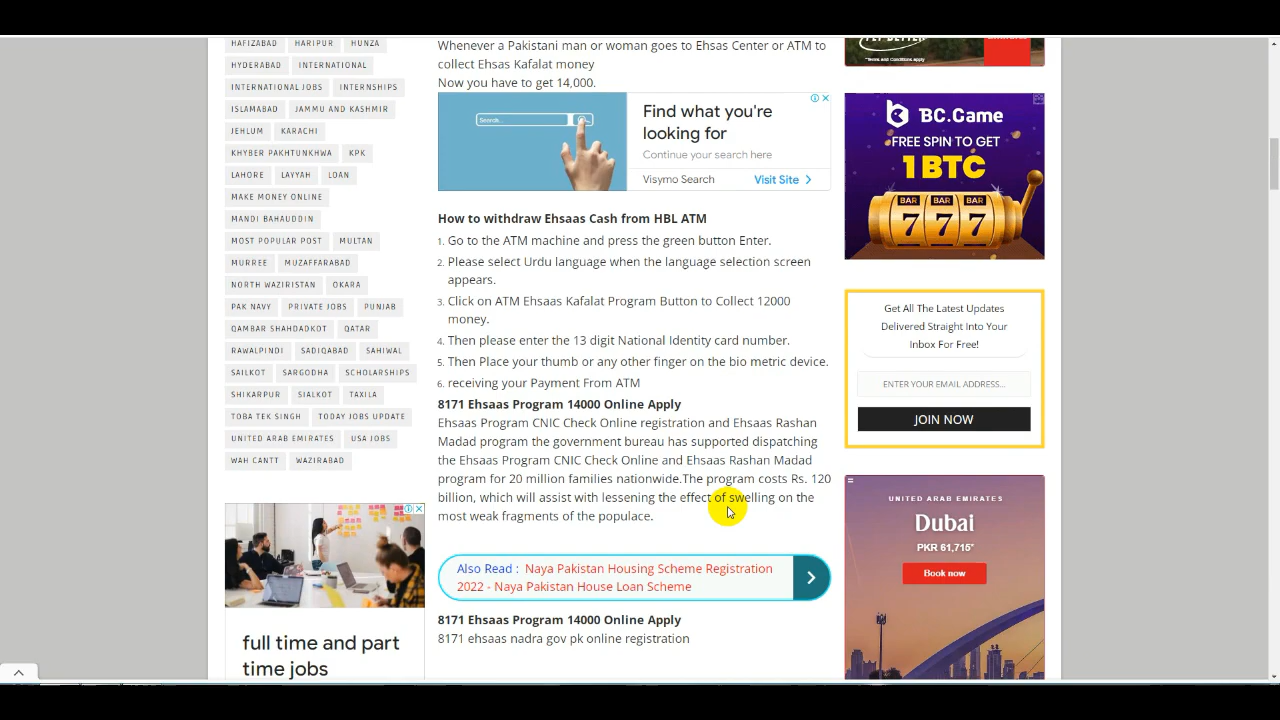 HAFIZABAD HARIPUR HUNZA
HYDERABAD INTERNATIONAL
INTERNATIONAL JOBS INTERNSHIPS
ISLAMABAD JAMMU AND KASHMIR
JEHLUM KARACHI
KHYBER PAKHTUNKHWA KPK
LAHORE LAYYAH LOAN
MAKE MONEY ONLINE
MANDI BAHAUDDIN
MOST POPULAR POST MULTAN
MURREE MUZAFFARABAD
NORTH WAZIRISTAN OKARA
PAK NAVY PRIVATE JOBS PUNJAB
QAMBAR SHAHDADKOT QATAR
RAWALPINDI SADIQABAD SAHIWAL
SAILKOT SARGODHA SCHOLARSHIPS
SHIKARPUR SIALKOT TAXILA
TOBA TEK SINGH TODAY JOBS UPDATE
UNITED ARAB EMIRATES USA JOBS
WAH CANTT WAZIRABAD
full time and part
time jobs
Whenever a Pakistani man or woman goes to Ehsas Center or ATM to
collect Ehsas Kafalat money
Now you have to get 14,000.
Search...
Find what you're
looking for
Continue your search here
Visymo Search Visit Site
How to withdraw Ehsaas Cash from HBL ATM
1. Go to the ATM machine and press the green button Enter.
2. Please select Urdu language when the language selection screen
appears.
3. Click on ATM Ehsaas Kafalat Program Button to Collect 12000
money.
4. Then please enter the 13 digit National Identity card number.
5. Then Place your thumb or any other finger on the bio metric device.
6. receiving your Payment From ATM
8171 Ehsaas Program 14000 Online Apply
Ehsaas Program CNIC Check Online registration and Ehsaas Rashan
Madad program the government bureau has supported dispatching
the Ehsaas Program CNIC Check Online and Ehsaas Rashan Madad
program for 20 million families nationwide.The program costs Rs. 120
billion, which will assist with lessening the effect of swelling on the
most weak fragments of the populace.
Also Read : Naya Pakistan Housing Scheme Registration
2022 - Naya Pakistan House Loan Scheme
8171 Ehsaas Program 14000 Online Apply
8171 ehsaas nadra gov pk online registration
*Terms and Conditions apply
BC.Game
FREE SPIN TO GET
1 BTC
BAR BAR BAR
7 7 7
Get All The Latest Updates
Delivered Straight Into Your
Inbox For Free!
ENTER YOUR EMAIL ADDRESS...
JOIN NOW
UNITED ARAB EMIRATES
Dubai
PKR 61,715*
Book now